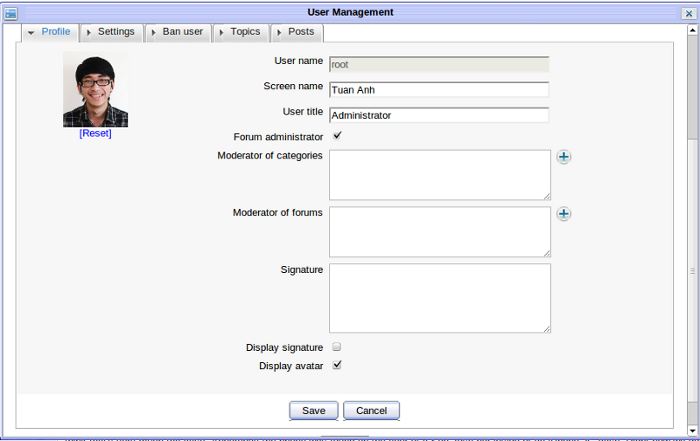 User Management
Profile
Settings
Ban user
Topics
Posts
[Reset]
User name
root
Screen name
Tuan Anh
User title
Administrator
Forum administrator
Moderator of categories
Moderator of forums
Signature
Display signature
Display avatar
Save
Cancel